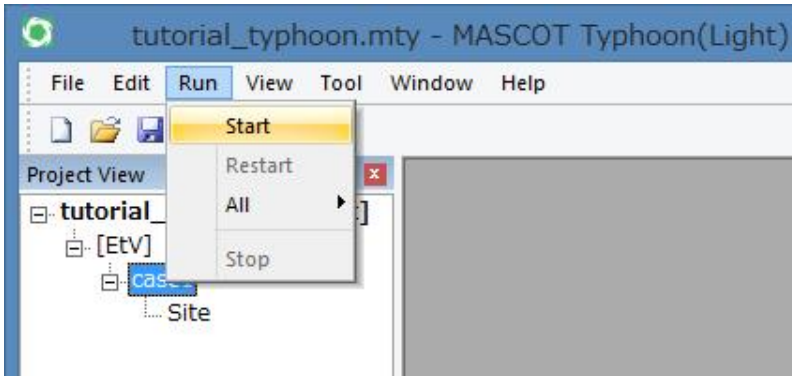 tutorial_typhoon.mty - MASCOT Typhoon(Light)
File Edit Run View Tool Window Help
Start
Project View
Restart
tutorial_ ]
All
[EtV]
Stop
Site